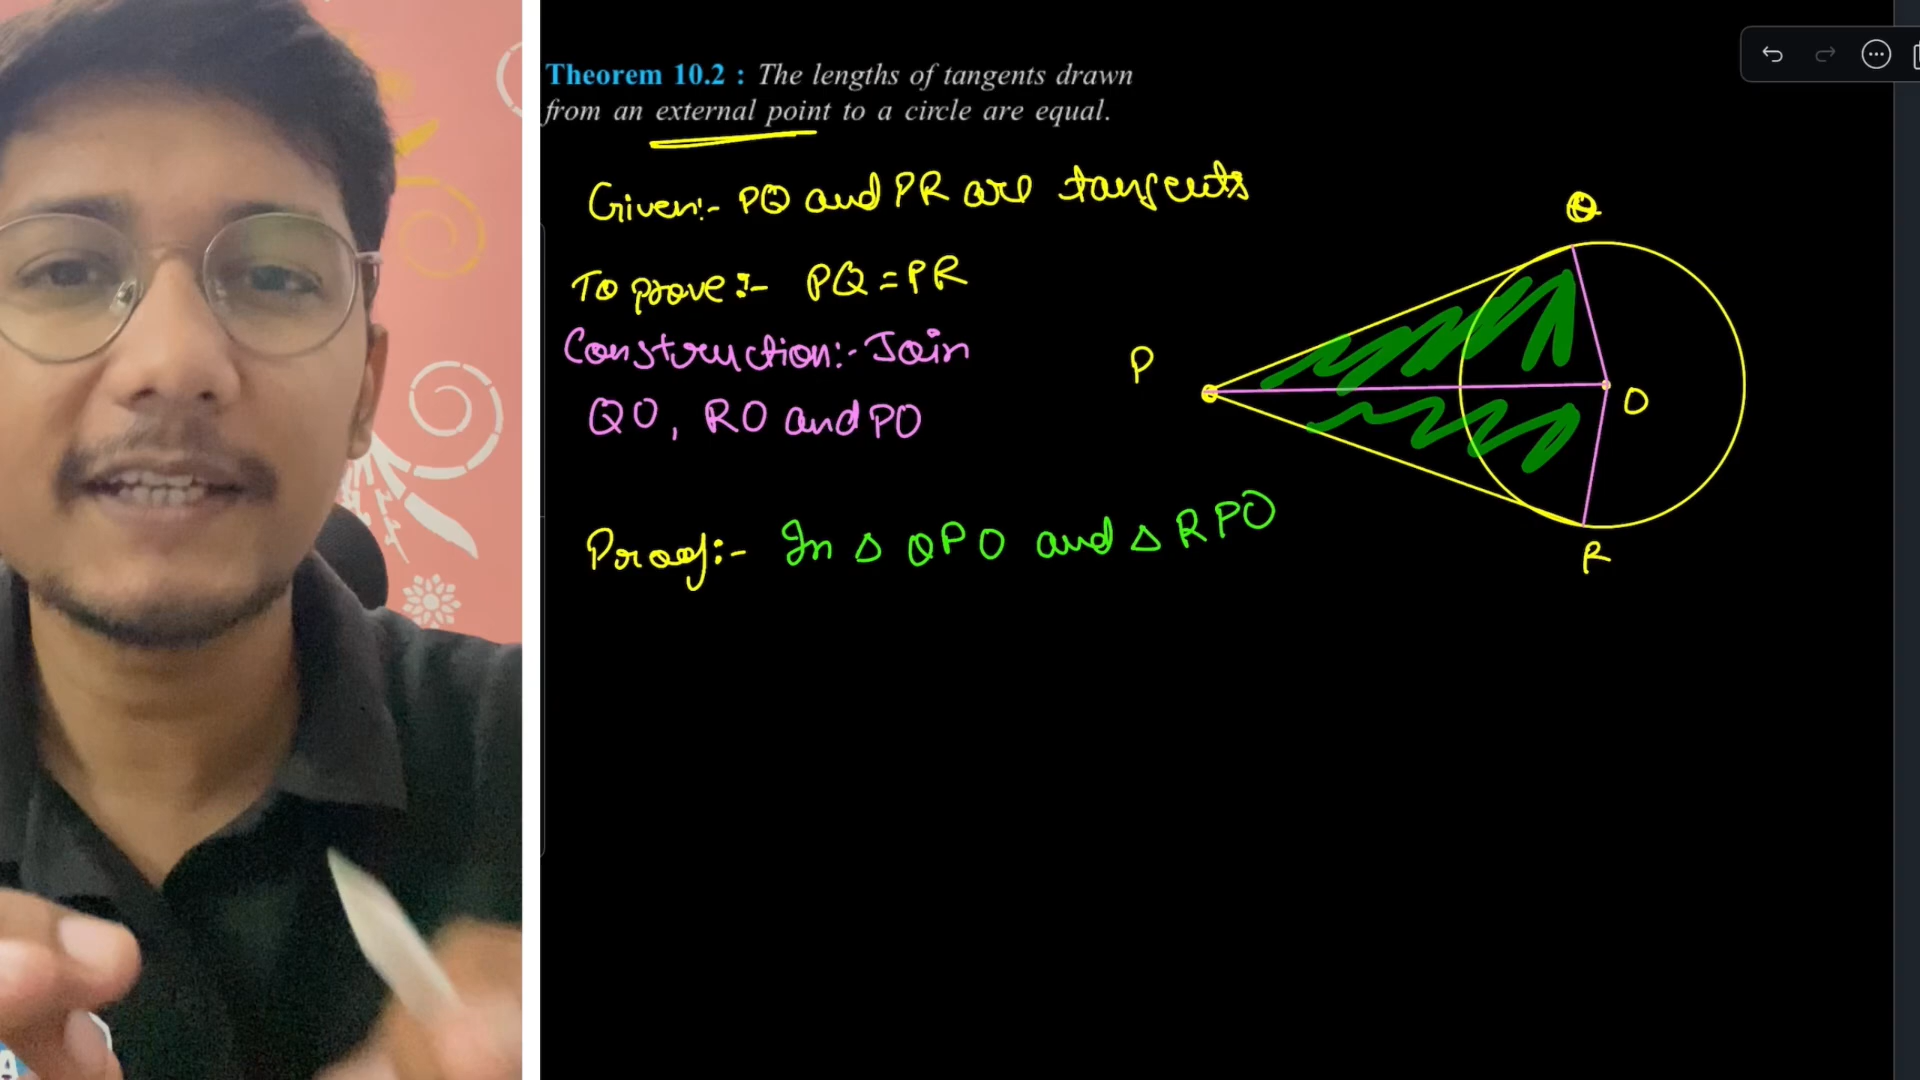 Theorem 10.2 : The lengths of tangents drawn
from an external point to a circle are equal.
Given:- PQ and PR are tangents
To prove :- PQ = PR
Construction:- Join
QO, RO and PO
Proof:- In △ QPO and △ RPO
Q
P
O
R